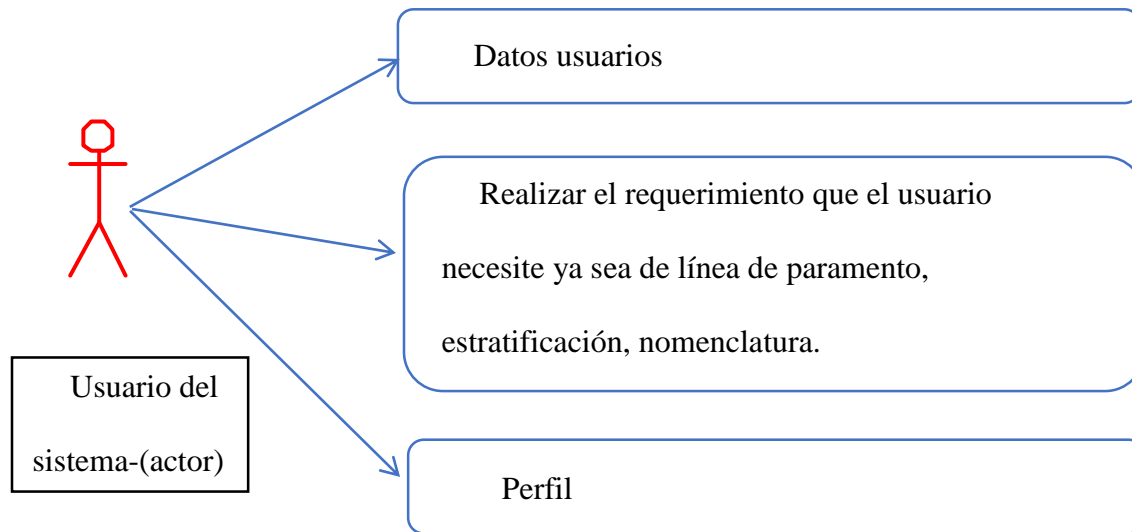 Datos usuarios
Realizar el requerimiento que el usuario
necesite ya sea de línea de paramento,
estratificación, nomenclatura.
Usuario del
sistema-(actor)
Perfil